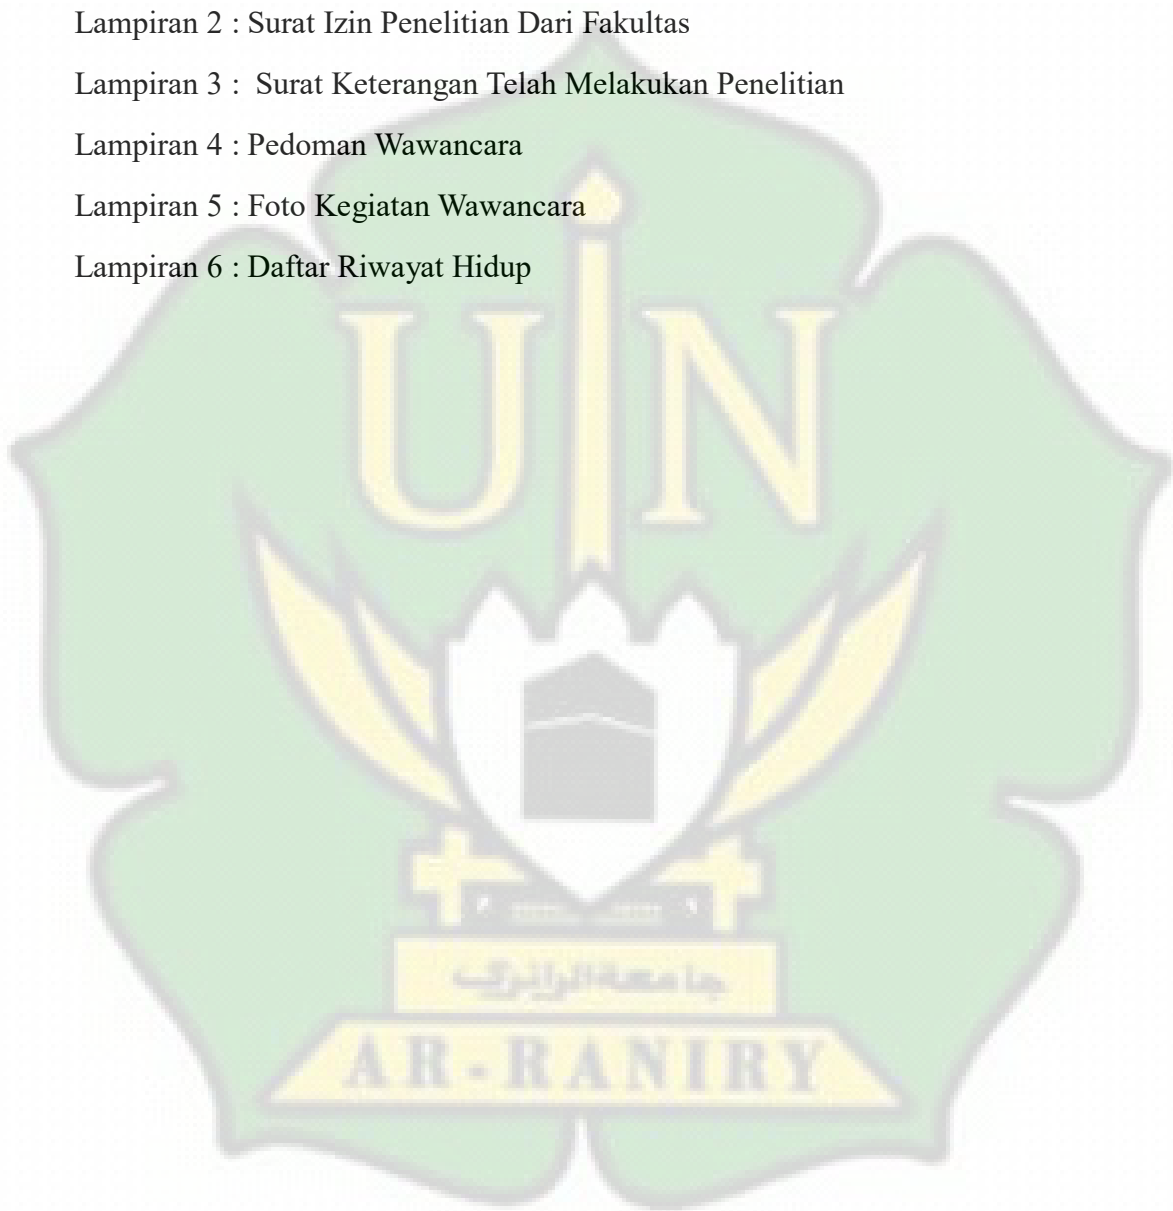 Lampiran 2 : Surat Izin Penelitian Dari Fakultas
Lampiran 3 :  Surat Keterangan Telah Melakukan Penelitian
Lampiran 4 : Pedoman Wawancara
Lampiran 5 : Foto Kegiatan Wawancara
Lampiran 6 : Daftar Riwayat Hidup
UIN
جامعة الرانري
AR-RANIRY